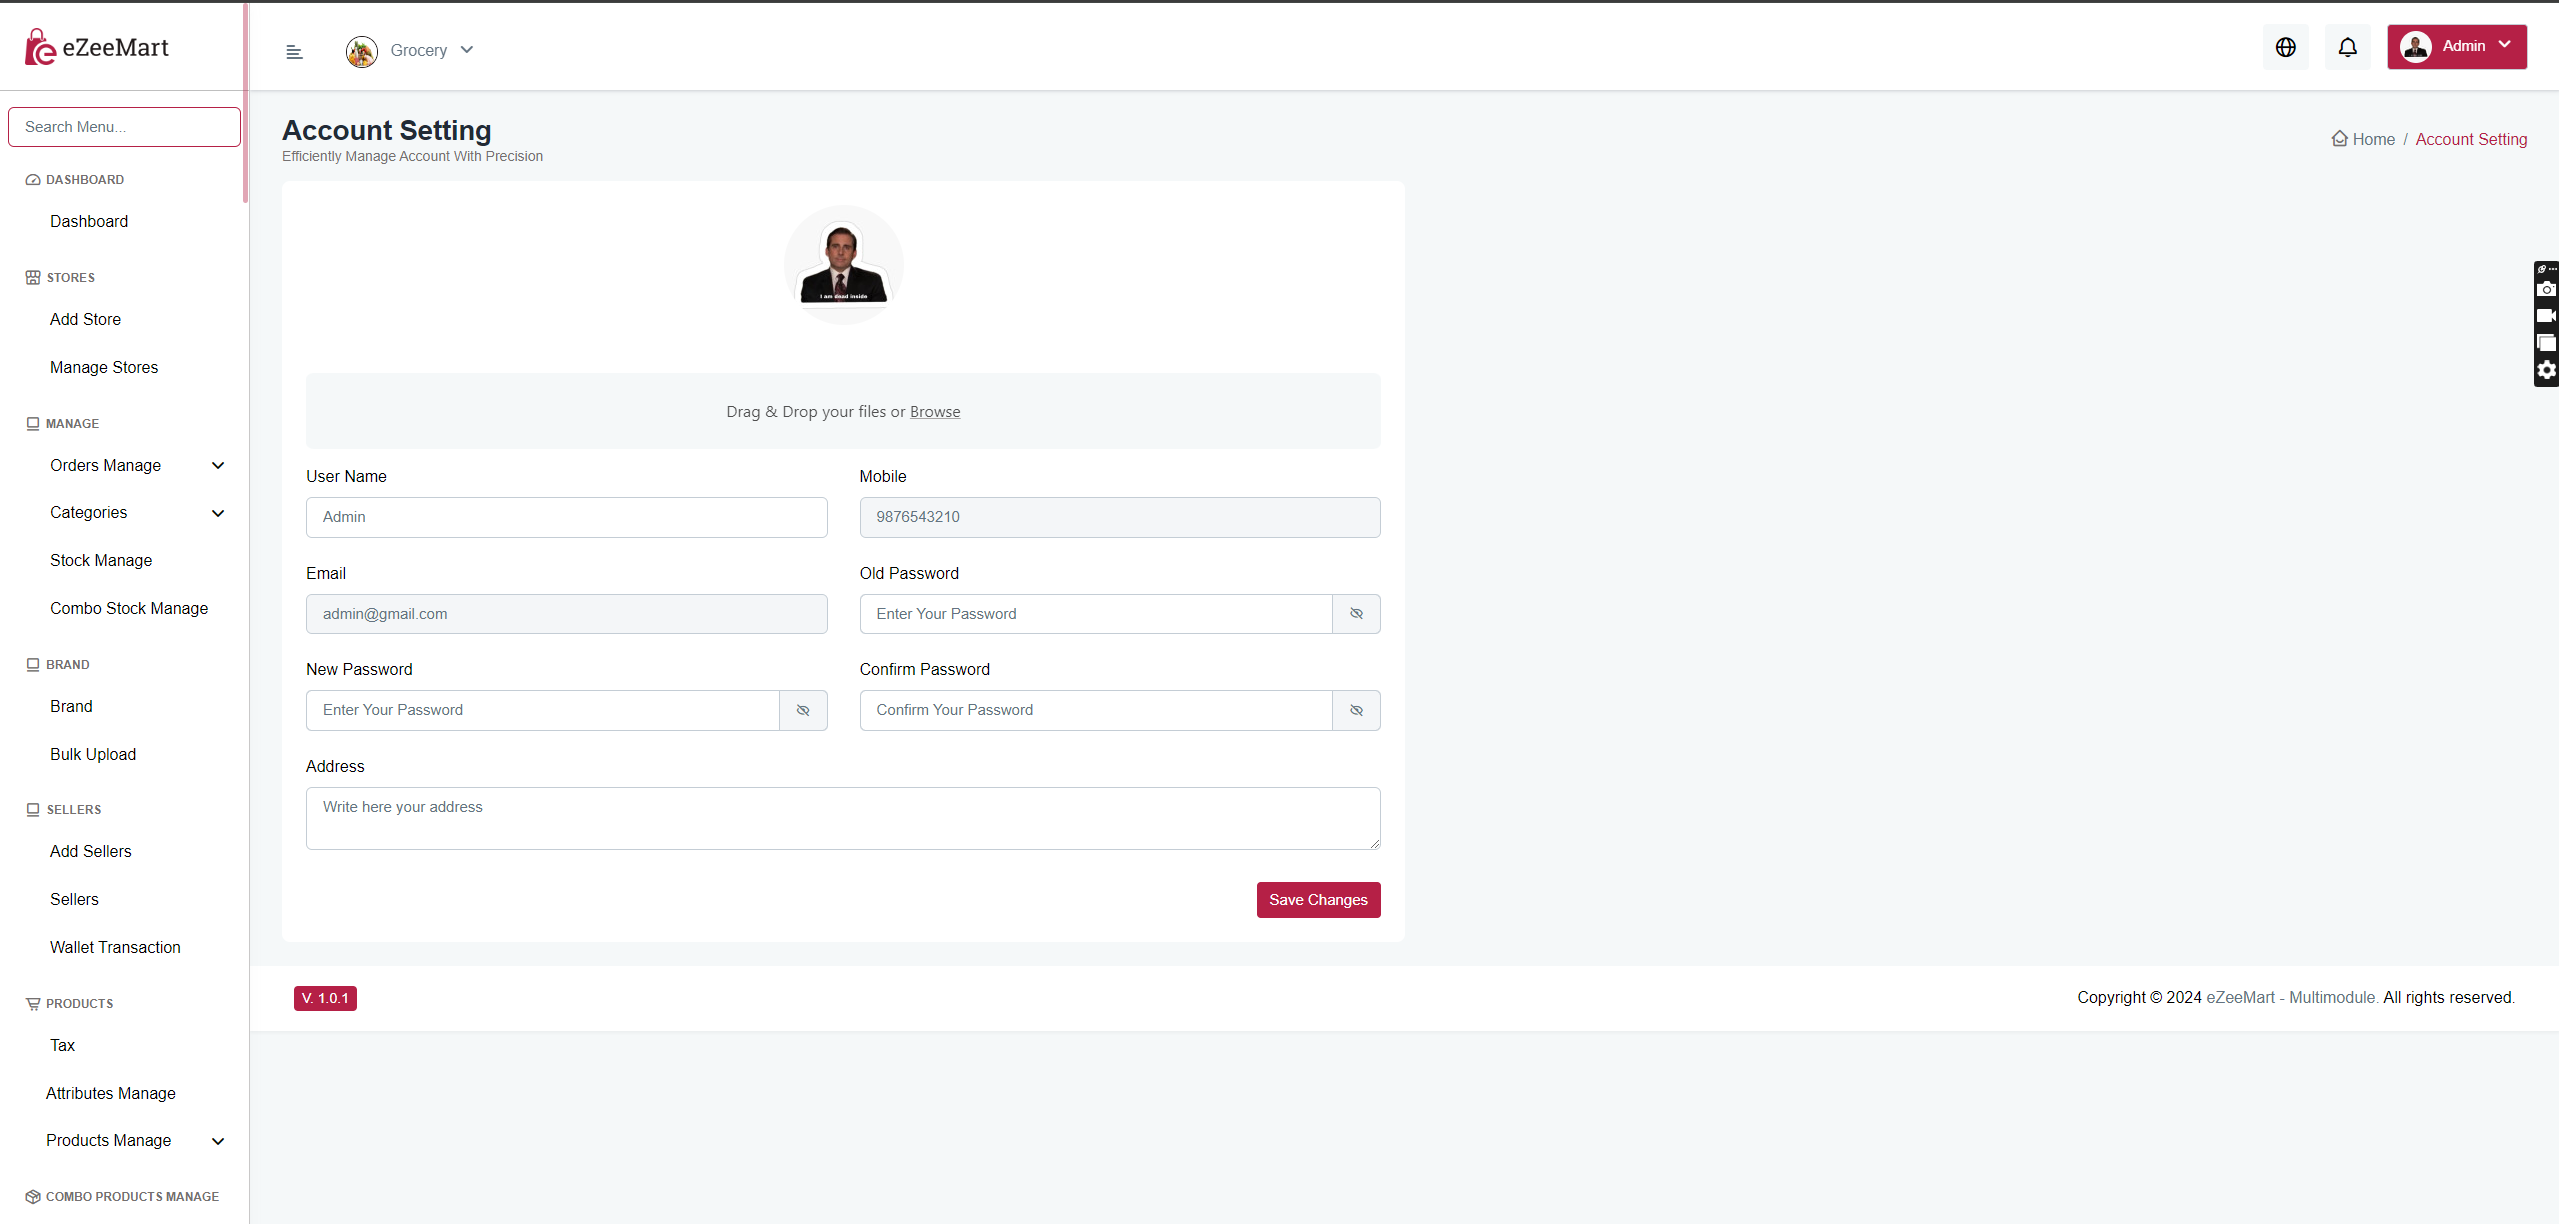 eZeeMart
Grocery
Admin
Search Menu...
DASHBOARD
Dashboard
STORES
Add Store
Manage Stores
MANAGE
Orders Manage
Categories
Stock Manage
Combo Stock Manage
BRAND
Brand
Bulk Upload
SELLERS
Add Sellers
Sellers
Wallet Transaction
PRODUCTS
Tax
Attributes Manage
Products Manage
COMBO PRODUCTS MANAGE
Account Setting
Efficiently Manage Account With Precision
Home / Account Setting
I am dead inside
Drag & Drop your files or Browse
User Name
Admin
Mobile
9876543210
Email
admin@gmail.com
Old Password
Enter Your Password
New Password
Enter Your Password
Confirm Password
Confirm Your Password
Address
Write here your address
Save Changes
V. 1.0.1
Copyright © 2024 eZeeMart - Multimodule. All rights reserved.